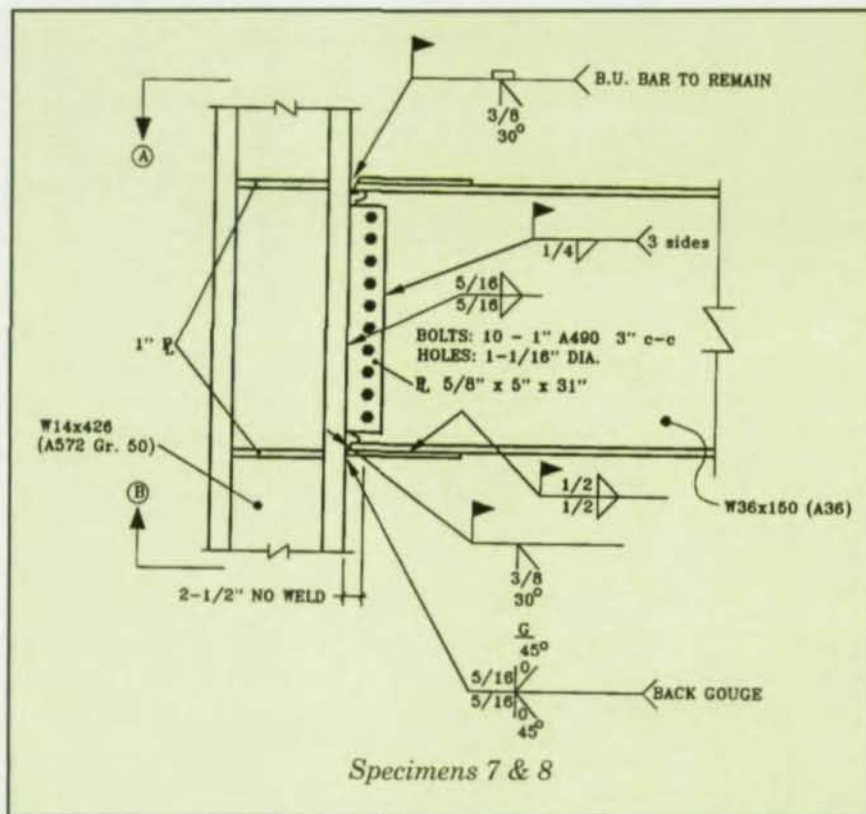 B.U. BAR TO REMAIN
3/8
30°
A
1/4
3 sides
5/16
5/16
BOLTS: 10 - 1" A490 3" c-c
HOLES: 1-1/16" DIA.
1" ℄
℄ 5/8" x 5" x 31"
W14x426
(A572 Gr. 50)
B
1/2
1/2
W36x150 (A36)
2-1/2" NO WELD
3/8
30°
G
45°
0
5/16
5/16
BACK GOUGE
0
45°
Specimens 7 & 8